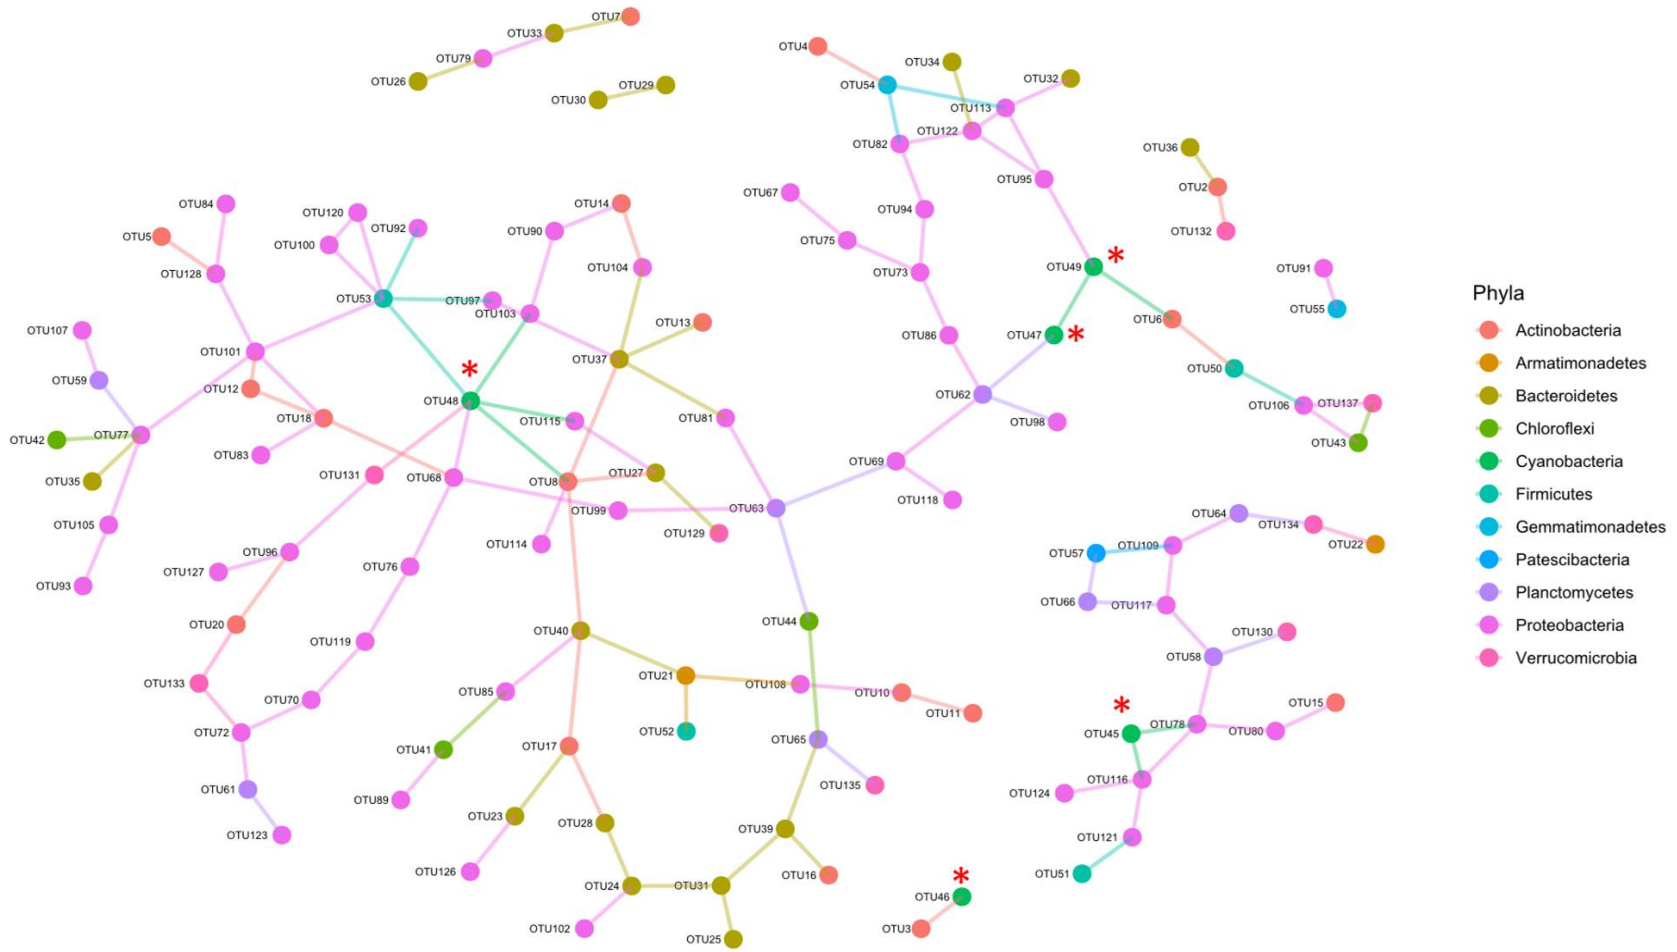 OTU7
OTU33
OTU79
OTU26
OTU29
OTU30
OTU4
OTU34
OTU54
OTU32
OTU113
OTU122
OTU82
OTU95
OTU36
OTU2
OTU132
OTU67
OTU94
OTU75
OTU73
OTU49
*
OTU91
OTU55
OTU84
OTU5
OTU128
OTU120
OTU100
OTU92
OTU53
OTU14
OTU90
OTU104
OTU97
OTU103
OTU13
OTU37
OTU86
OTU47
*
OTU6
OTU50
OTU107
OTU101
OTU59
OTU12
OTU18
*
OTU48
OTU115
OTU81
OTU62
OTU98
OTU106
OTU137
OTU43
OTU42
OTU77
OTU35
OTU83
OTU131
OTU68
OTU8
OTU27
OTU69
OTU118
OTU63
OTU99
OTU129
OTU114
OTU105
OTU93
OTU96
OTU127
OTU76
OTU64
OTU134
OTU22
OTU57
OTU109
OTU66
OTU117
OTU20
OTU119
OTU40
OTU44
OTU130
OTU58
OTU133
OTU70
OTU72
OTU85
OTU21
OTU108
OTU10
OTU11
OTU52
OTU65
OTU135
OTU41
OTU17
OTU89
OTU61
OTU123
OTU23
OTU28
OTU39
OTU126
OTU24
OTU31
OTU16
OTU102
OTU25
*
OTU46
OTU3
*
OTU45
OTU78
OTU15
OTU80
OTU116
OTU124
OTU121
OTU51
Phyla
Actinobacteria
Armatimonadetes
Bacteroidetes
Chloroflexi
Cyanobacteria
Firmicutes
Gemmatimonadetes
Patescibacteria
Planctomycetes
Proteobacteria
Verrucomicrobia